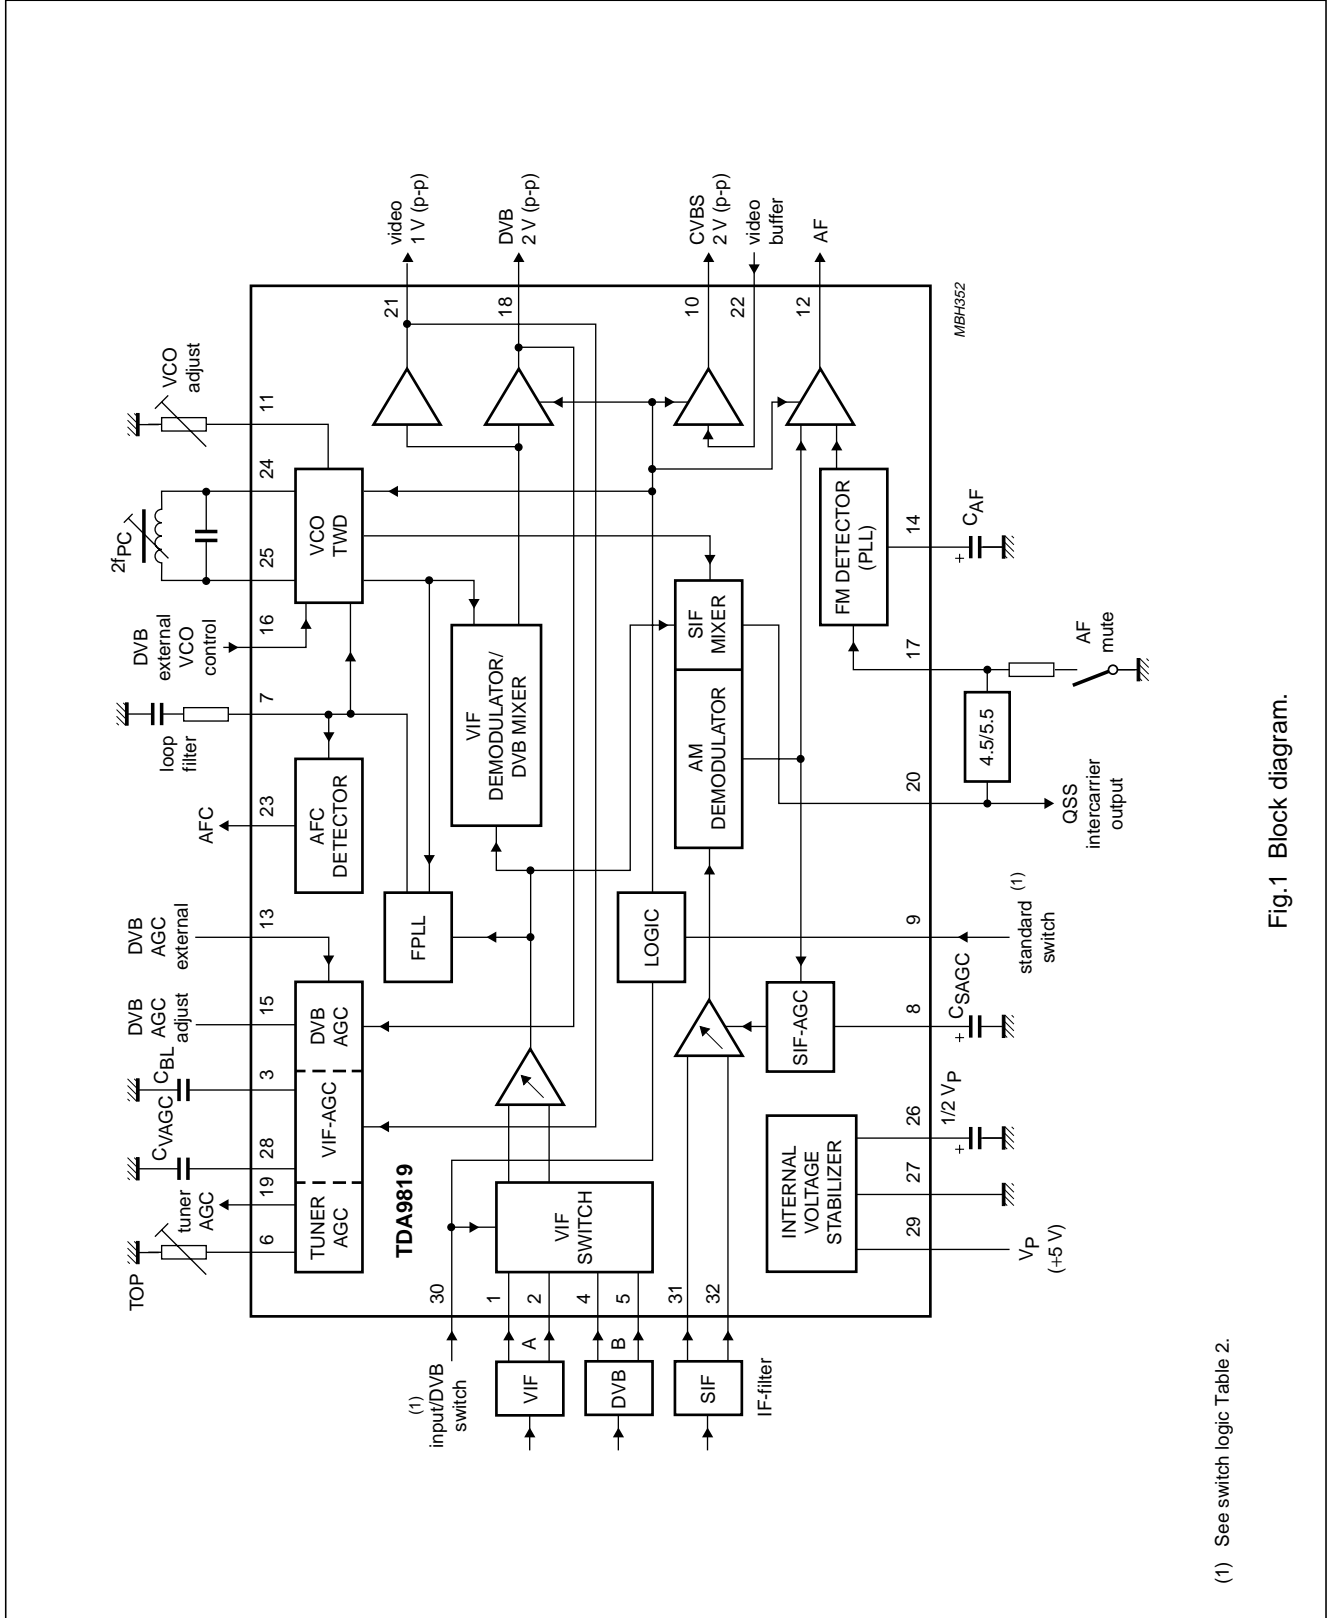 TOP
tuner
AGC
CVAGC
CBL
DVB
AGC
adjust
DVB
AGC
external
AFC
loop
filter
DVB
external
VCO
control
2fPC
VCO
adjust
6
19
28
3
15
13
23
7
16
25
24
11
TUNER
AGC
VIF-AGC
DVB
AGC
AFC
DETECTOR
VCO
TWD
TDA9819
FPLL
VIF
DEMODULATOR/
DVB MIXER
21
video
1 V (p-p)
18
DVB
2 V (p-p)
10
CVBS
2 V (p-p)
22
video
buffer
12
AF
(1)
input/DVB
switch
30
VIF
A
1
2
DVB
B
4
5
SIF
IF-filter
31
32
VIF
SWITCH
LOGIC
AM
DEMODULATOR
SIF
MIXER
INTERNAL
VOLTAGE
STABILIZER
SIF-AGC
FM DETECTOR
(PLL)
29
27
26
8
9
20
17
14
VP
(+5 V)
1/2 VP
+
CSAGC
+
standard (1)
switch
QSS
intercarrier
output
4.5/5.5
AF
mute
CAF
+
MBH352
(1) See switch logic Table 2.
Fig.1 Block diagram.